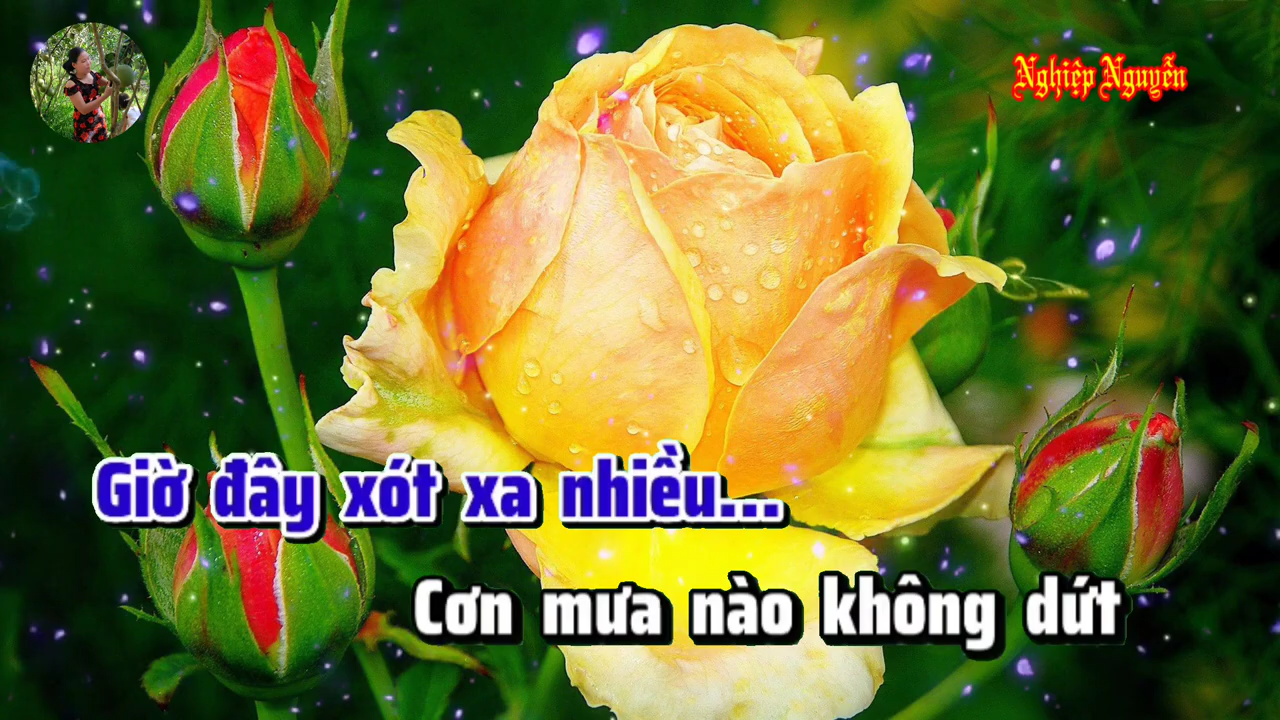 Nghiệp Nguyễn
Giờ đây xót xa nhiều...
Cơn mưa nào không dứt